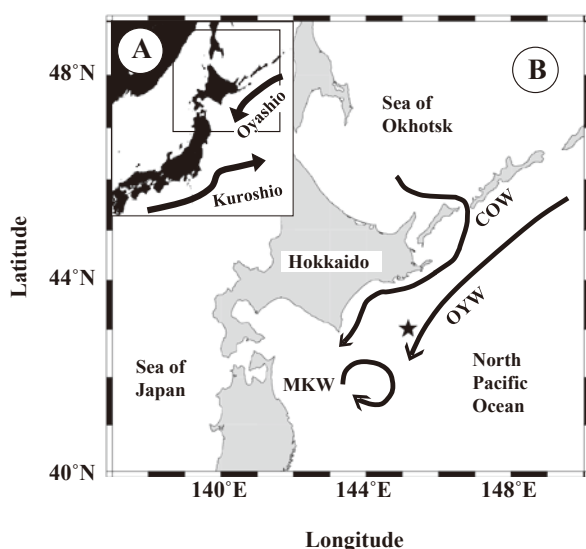 A
B
48˚N
Oyashio
Kuroshio
Sea of
Okhotsk
COW
Hokkaido
Latitude
44˚N
OYW
Sea of
Japan
MKW
North
Pacific
Ocean
40˚N
140˚E
144˚E
148˚E
Longitude